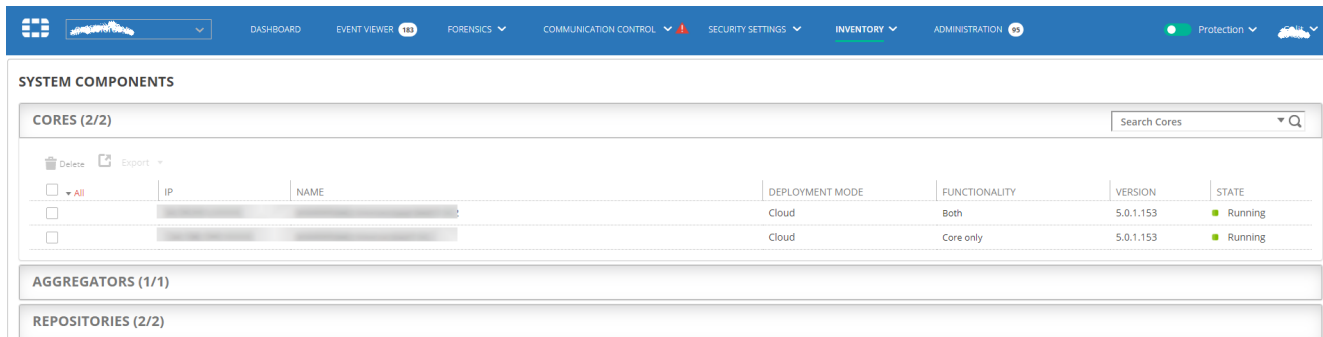 DASHBOARD EVENT VIEWER 183 FORENSICS COMMUNICATION CONTROL SECURITY SETTINGS INVENTORY ADMINISTRATION 95 Protection
SYSTEM COMPONENTS
CORES (2/2) Search Cores
Delete Export
All IP NAME DEPLOYMENT MODE FUNCTIONALITY VERSION STATE
Cloud Both 5.0.1.153 Running
Cloud Core only 5.0.1.153 Running
AGGREGATORS (1/1)
REPOSITORIES (2/2)